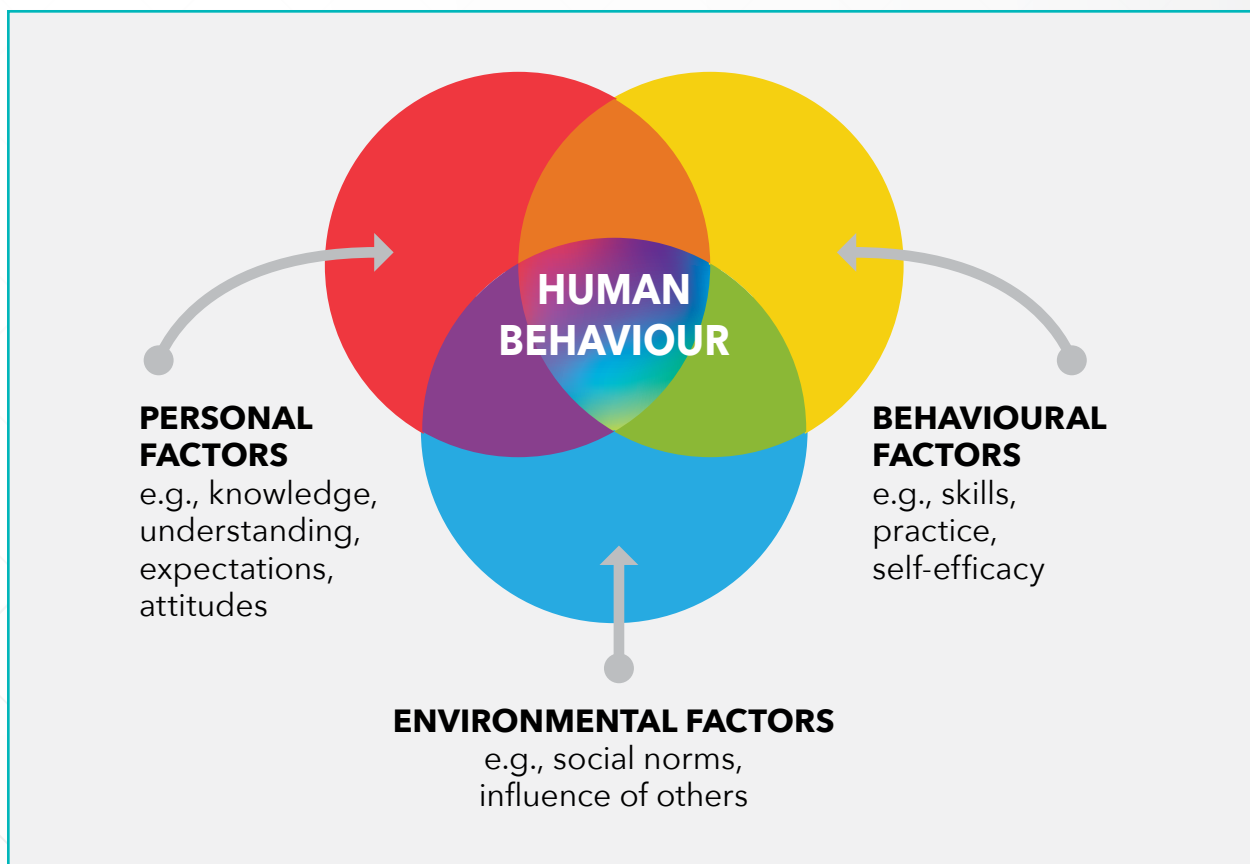 HUMAN
BEHAVIOUR
PERSONAL
FACTORS
e.g., knowledge,
understanding,
expectations,
attitudes
BEHAVIOURAL
FACTORS
e.g., skills,
practice,
self-efficacy
ENVIRONMENTAL FACTORS
e.g., social norms,
influence of others